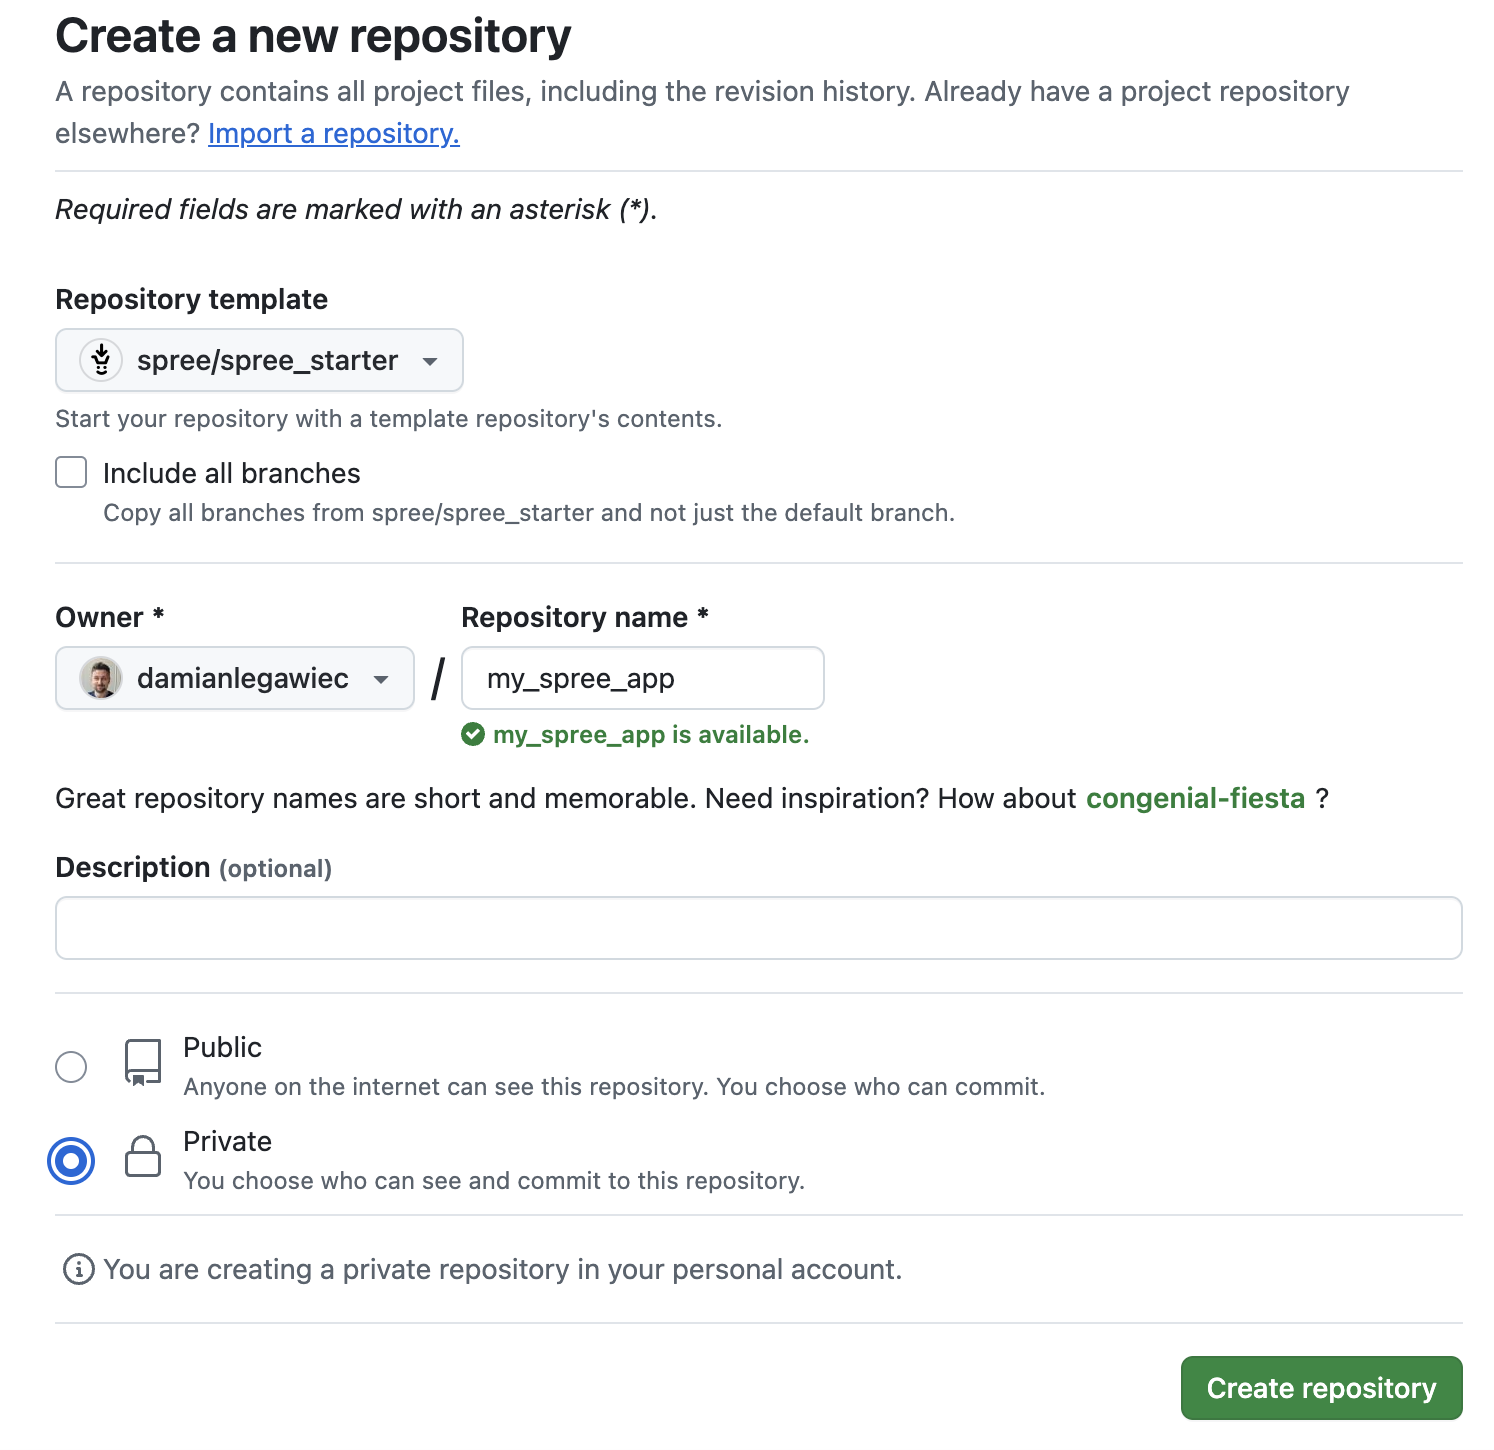 Create a new repository
A repository contains all project files, including the revision history. Already have a project repository
elsewhere? Import a repository.
Required fields are marked with an asterisk (*).
Repository template
spree/spree_starter
Start your repository with a template repository's contents.
Include all branches
Copy all branches from spree/spree_starter and not just the default branch.
Owner * Repository name *
damianlegawiec / my_spree_app
my_spree_app is available.
Great repository names are short and memorable. Need inspiration? How about congenial-fiesta ?
Description (optional)
Public
Anyone on the internet can see this repository. You choose who can commit.
Private
You choose who can see and commit to this repository.
You are creating a private repository in your personal account.
Create repository